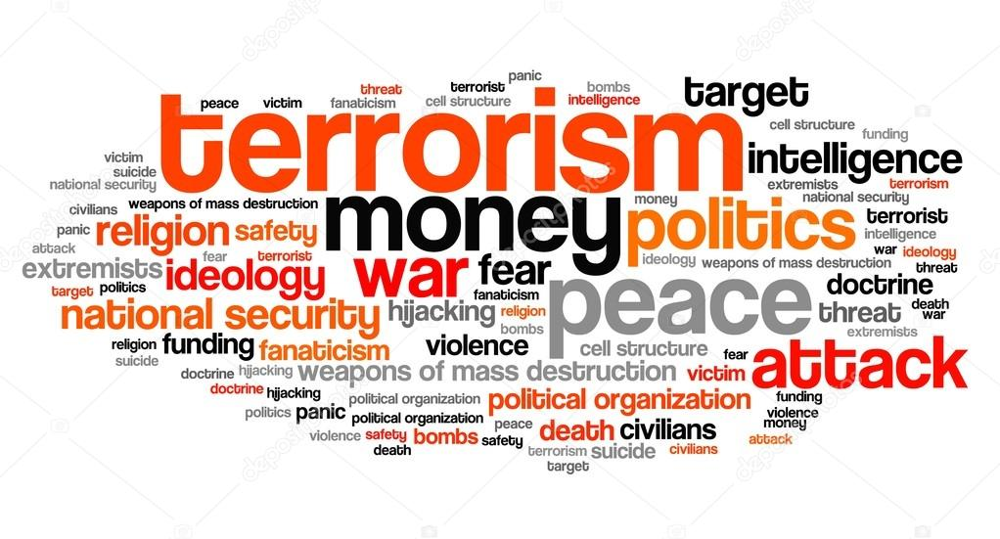 panic
threat terrorist bombs target
peace victim fanaticism cell structure intelligence
terrorism
cell structure
funding
victim intelligence
suicide
national security extremists terrorism
money national security
civilians weapons of mass destruction money politics terrorist
panic religion safety intelligence
attack war ideology
fear terrorist ideology weapons of mass destruction threat
extremists ideology war fear
target politics fanaticism peace doctrine
national security hijacking religion threat death
war
bombs extremists
religion funding fanaticism violence cell structure fear attack
suicide
doctrine hijacking weapons of mass destruction victim
doctrine hijacking political organization political organization funding
politics panic political organization violence
peace money
violence safety bombs safety death civilians attack
death terrorism suicide civilians
target
depositphotos